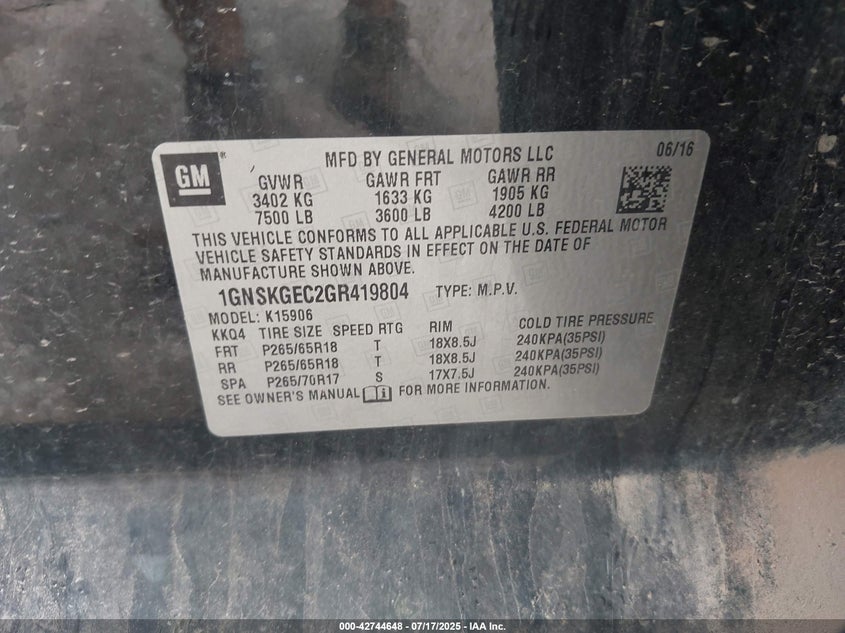 GM
MFD BY GENERAL MOTORS LLC 06/16
GVWR GAWR FRT GAWR RR
3402 KG 1633 KG 1905 KG
7500 LB 3600 LB 4200 LB
THIS VEHICLE CONFORMS TO ALL APPLICABLE U.S. FEDERAL MOTOR
VEHICLE SAFETY STANDARDS IN EFFECT ON THE DATE OF
MANUFACTURE SHOWN ABOVE.
1GNSKGEC2GR419804 TYPE: M.P.V.
MODEL: K15906
KKQ4 TIRE SIZE SPEED RTG RIM COLD TIRE PRESSURE
FRT P265/65R18 T 18X8.5J 240KPA(35PSI)
RR P265/65R18 T 18X8.5J 240KPA(35PSI)
SPA P265/70R17 S 17X7.5J 240KPA(35PSI)
SEE OWNER'S MANUAL FOR MORE INFORMATION.
000-42744648 - 07/17/2025 - IAA Inc.